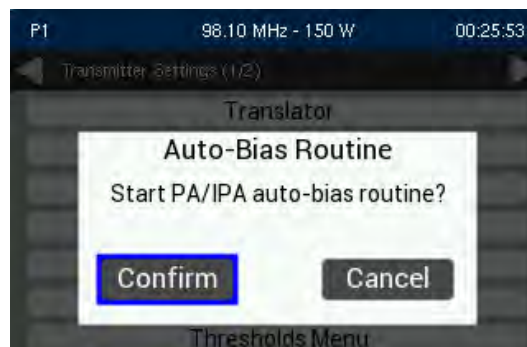 P1 98.10 MHz - 150 W 00:25:53
Transmitter Settings (1/2)
Translator
Auto-Bias Routine
Start PA/IPA auto-bias routine?
Confirm Cancel
Thresholds Menu